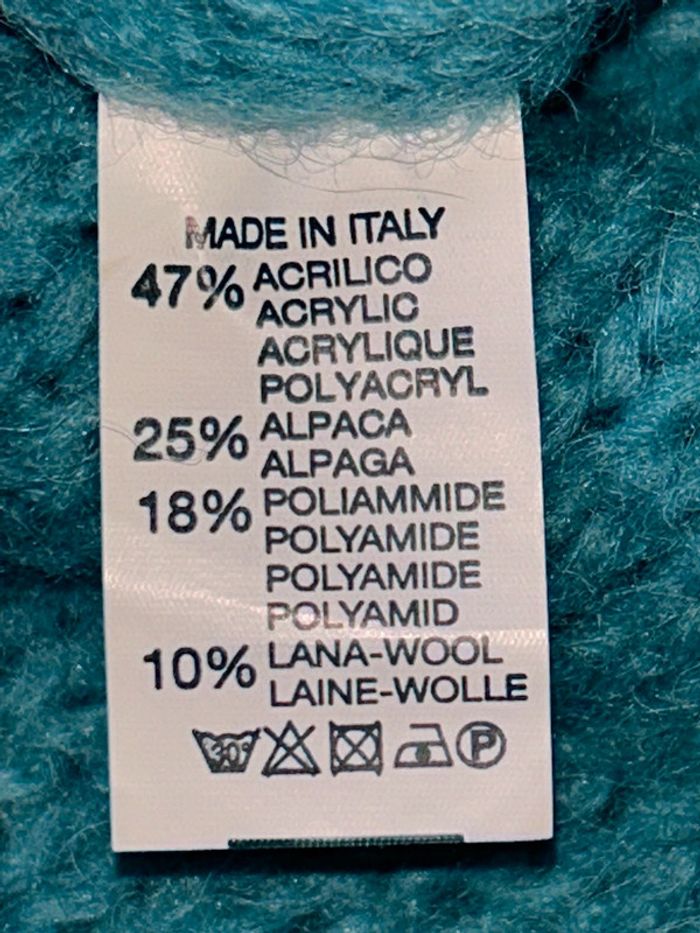 MADE IN ITALY
47% ACRILICO
ACRYLIC
ACRYLIQUE
POLYACRYL
25% ALPACA
ALPAGA
18% POLIAMMIDE
POLYAMIDE
POLYAMIDE
POLYAMID
10% LANA-WOOL
LAINE-WOLLE
30° P